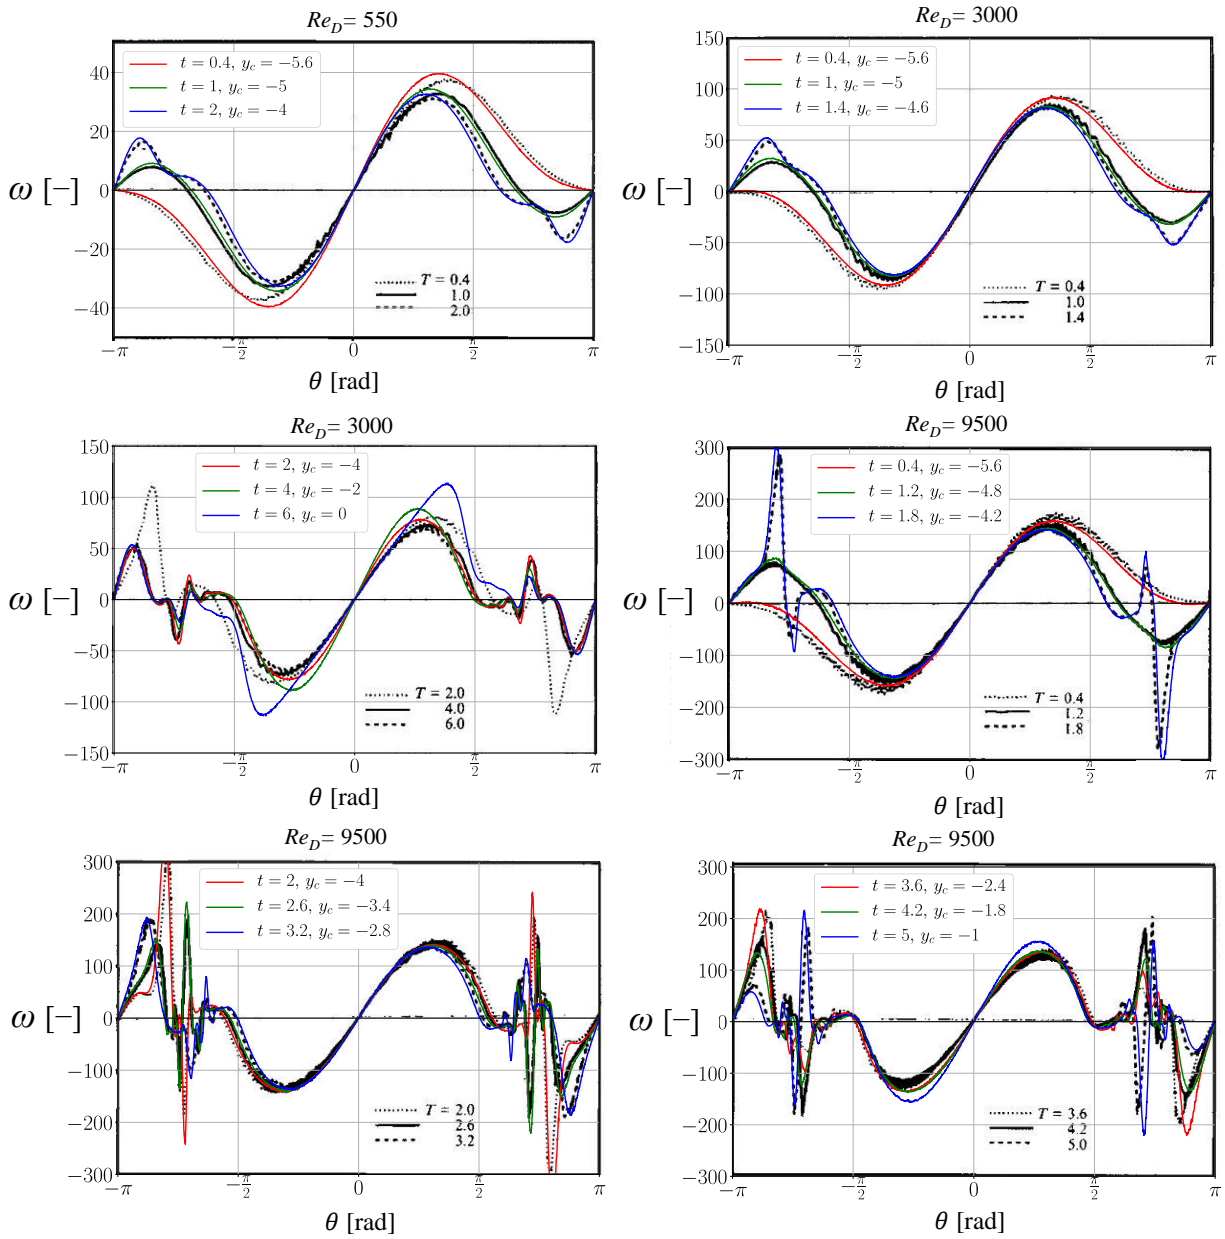 Re_D= 550
40
20
0
−20
−40
ω [−]
t = 0.4, y_c = −5.6
t = 1, y_c = −5
t = 2, y_c = −4
T = 0.4
1.0
2.0
−π
−π/2
0
π/2
π
θ [rad]
Re_D= 3000
150
100
50
0
−50
−100
−150
ω [−]
t = 0.4, y_c = −5.6
t = 1, y_c = −5
t = 1.4, y_c = −4.6
T = 0.4
1.0
1.4
−π
−π/2
0
π/2
π
θ [rad]
Re_D= 3000
150
100
50
0
−50
−100
−150
ω [−]
t = 2, y_c = −4
t = 4, y_c = −2
t = 6, y_c = 0
T = 2.0
4.0
6.0
−π
−π/2
0
π/2
π
θ [rad]
Re_D= 9500
300
200
100
0
−100
−200
−300
ω [−]
t = 0.4, y_c = −5.6
t = 1.2, y_c = −4.8
t = 1.8, y_c = −4.2
T = 0.4
1.2
1.8
−π
−π/2
0
π/2
π
θ [rad]
Re_D= 9500
300
200
100
0
−100
−200
−300
ω [−]
t = 2, y_c = −4
t = 2.6, y_c = −3.4
t = 3.2, y_c = −2.8
T = 2.0
2.6
3.2
−π
−π/2
0
π/2
π
θ [rad]
Re_D= 9500
300
200
100
0
−100
−200
−300
ω [−]
t = 3.6, y_c = −2.4
t = 4.2, y_c = −1.8
t = 5, y_c = −1
T = 3.6
4.2
5.0
−π
−π/2
0
π/2
π
θ [rad]